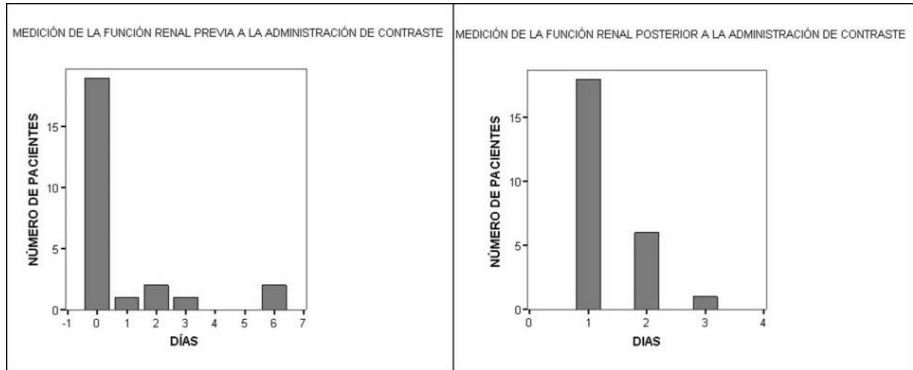 MEDICIÓN DE LA FUNCIÓN RENAL PREVIA A LA ADMINISTRACIÓN DE CONTRASTE
NÚMERO DE PACIENTES
15
10
5
0
-1 0 1 2 3 4 5 6 7
DÍAS
MEDICIÓN DE LA FUNCIÓN RENAL POSTERIOR A LA ADMINISTRACIÓN DE CONTRASTE
NÚMERO DE PACIENTES
15
10
5
0
0 1 2 3 4
DIAS